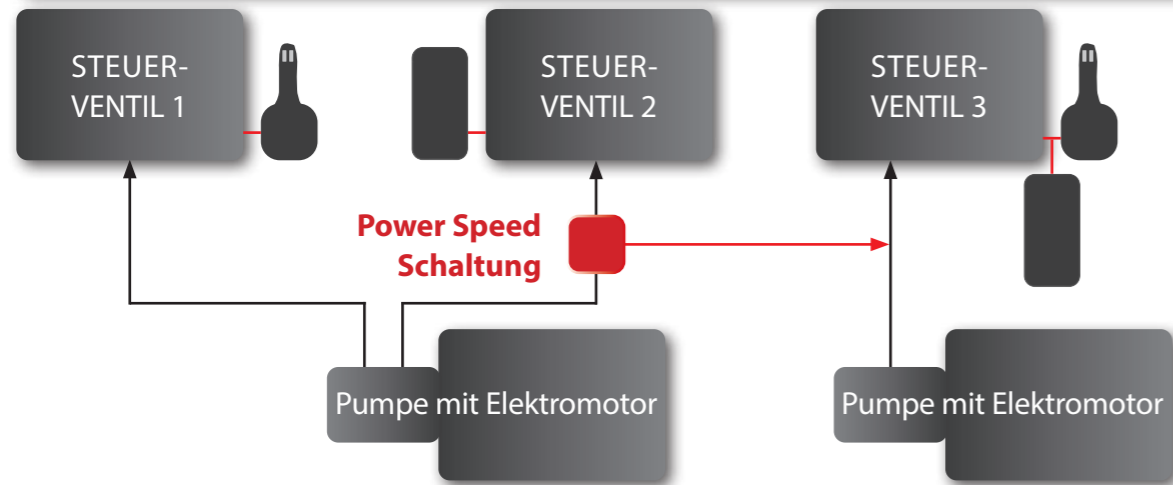 STEUER-
VENTIL 1
STEUER-
VENTIL 2
STEUER-
VENTIL 3
Power Speed
Schaltung
Pumpe mit Elektromotor
Pumpe mit Elektromotor